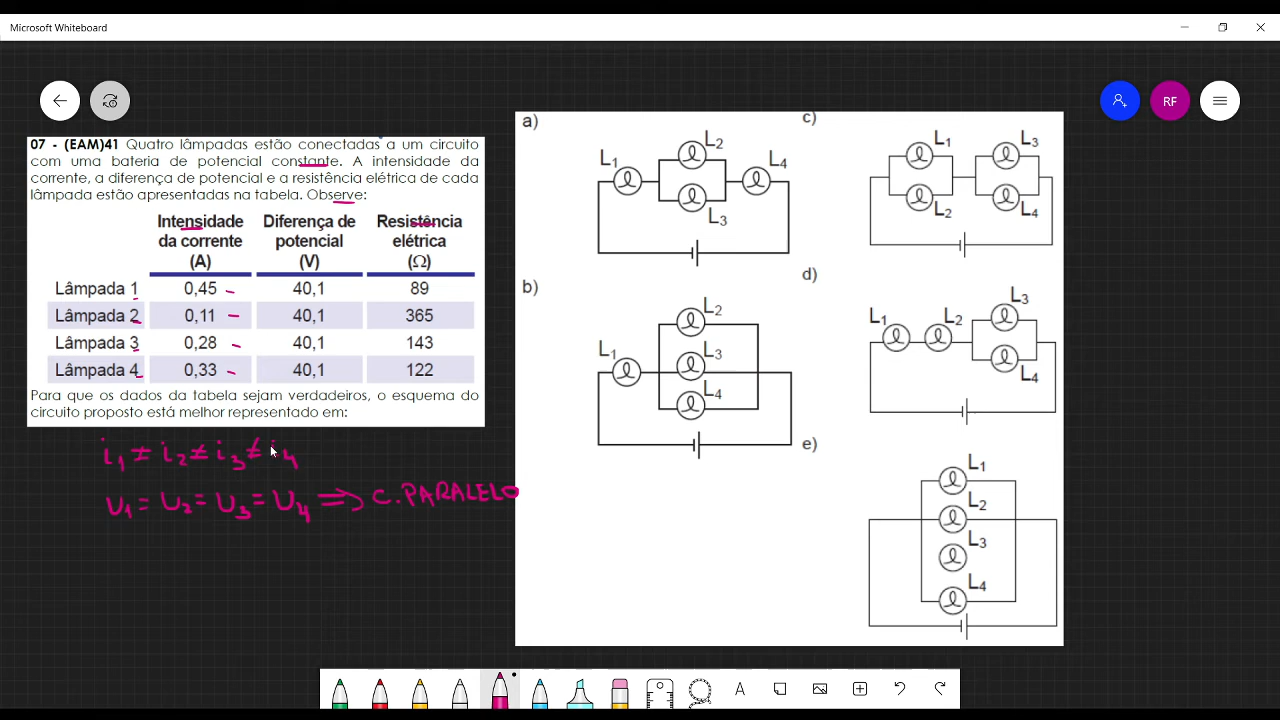 Microsoft Whiteboard
RF
07 - (EAM)41 Quatro lâmpadas estão conectadas a um circuito
com uma bateria de potencial constante. A intensidade da
corrente, a diferença de potencial e a resistência elétrica de cada
lâmpada estão apresentadas na tabela. Observe:
Intensidade da corrente (A) Diferença de potencial (V) Resistência elétrica (Ω)
Lâmpada 1 0,45 40,1 89
Lâmpada 2 0,11 40,1 365
Lâmpada 3 0,28 40,1 143
Lâmpada 4 0,33 40,1 122
Para que os dados da tabela sejam verdadeiros, o esquema do
circuito proposto está melhor representado em:
i1 ≠ i2 ≠ i3 ≠ i4
U1 = U2 = U3 = U4 ⇒ C. PARALELO
a)
L1
L2
L3
L4
b)
L1
L2
L3
L4
c)
L1
L2
L3
L4
d)
L1
L2
L3
L4
e)
L1
L2
L3
L4
A